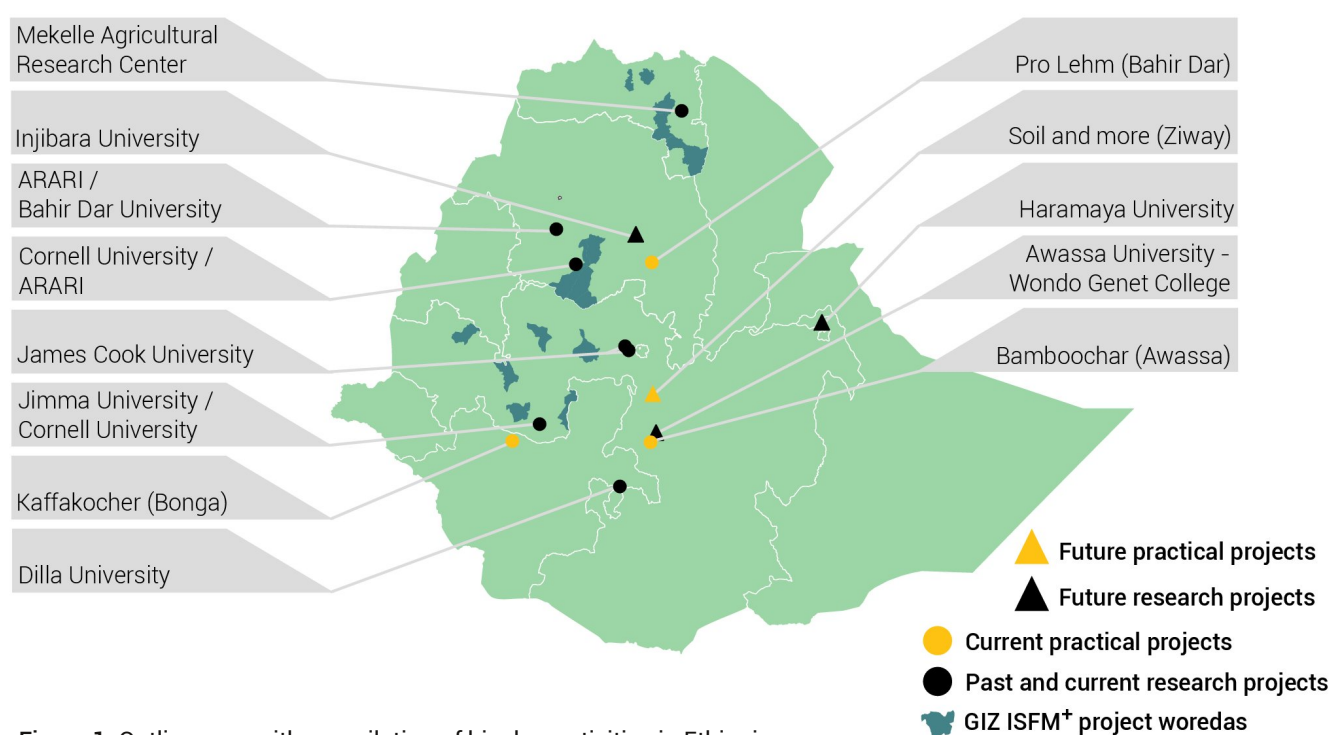 Mekelle Agricultural
Research Center
Injibara University
ARARI /
Bahir Dar University
Cornell University /
ARARI
James Cook University
Jimma University /
Cornell University
Kaffakocher (Bonga)
Dilla University
Pro Lehm (Bahir Dar)
Soil and more (Ziway)
Haramaya University
Awassa University -
Wondo Genet College
Bamboochar (Awassa)
Future practical projects
Future research projects
Current practical projects
Past and current research projects
GIZ ISFM+ project woredas